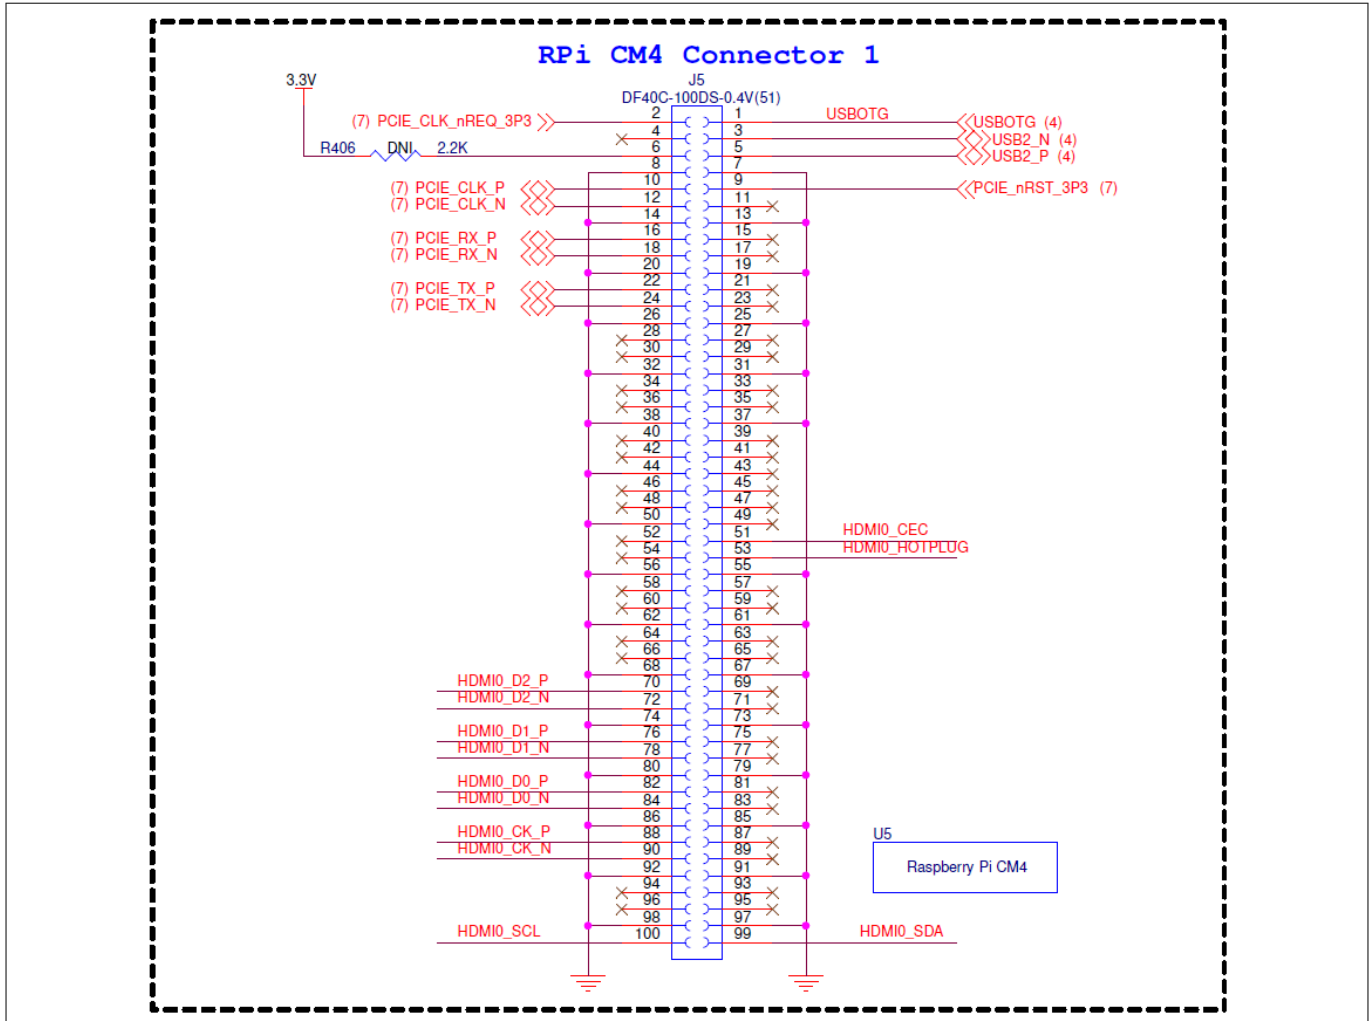 RPi CM4 Connector 1
J5
DF40C-100DS-0.4V(51)
3.3V
(7) PCIE_CLK_nREQ_3P3 2 1 USBOTG USBOTG (4)
4 3 USB2_N (4)
R406 DNI 2.2K 6 5 USB2_P (4)
8 7
(7) PCIE_CLK_P 10 9 PCIE_nRST_3P3 (7)
(7) PCIE_CLK_N 12 11
14 13
(7) PCIE_RX_P 16 15
(7) PCIE_RX_N 18 17
20 19
(7) PCIE_TX_P 22 21
(7) PCIE_TX_N 24 23
26 25
28 27
30 29
32 31
34 33
36 35
38 37
40 39
42 41
44 43
46 45
48 47
50 49
52 51 HDMI0_CEC
54 53 HDMI0_HOTPLUG
56 55
58 57
60 59
62 61
64 63
66 65
68 67
HDMI0_D2_P 70 69
HDMI0_D2_N 72 71
74 73
HDMI0_D1_P 76 75
HDMI0_D1_N 78 77
80 79
HDMI0_D0_P 82 81
HDMI0_D0_N 84 83
86 85
HDMI0_CK_P 88 87
HDMI0_CK_N 90 89
92 91
94 93
96 95
98 97
HDMI0_SCL 100 99 HDMI0_SDA
U5
Raspberry Pi CM4